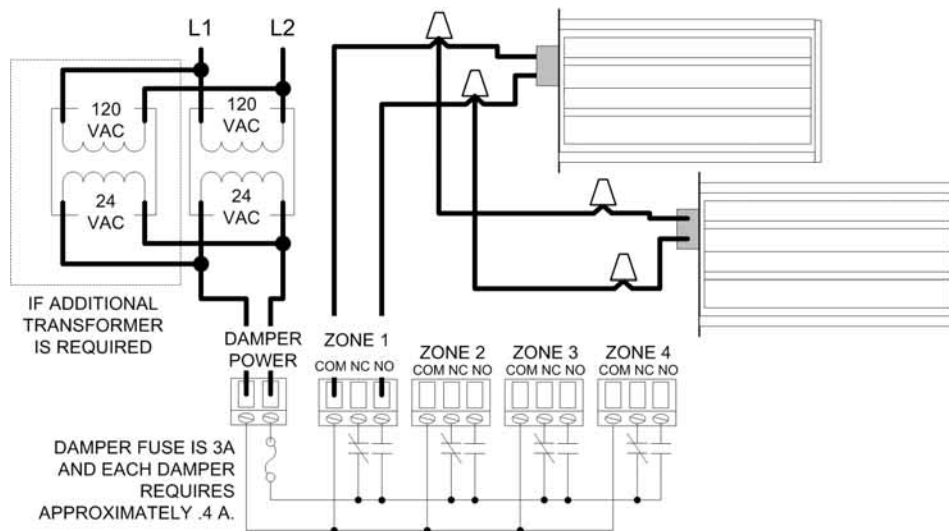 L1 L2
120
VAC
120
VAC
24
VAC
24
VAC
IF ADDITIONAL
TRANSFORMER
IS REQUIRED
DAMPER
POWER
ZONE 1
COM NC NO
ZONE 2
COM NC NO
ZONE 3
COM NC NO
ZONE 4
COM NC NO
DAMPER FUSE IS 3A
AND EACH DAMPER
REQUIRES
APPROXIMATELY .4 A.